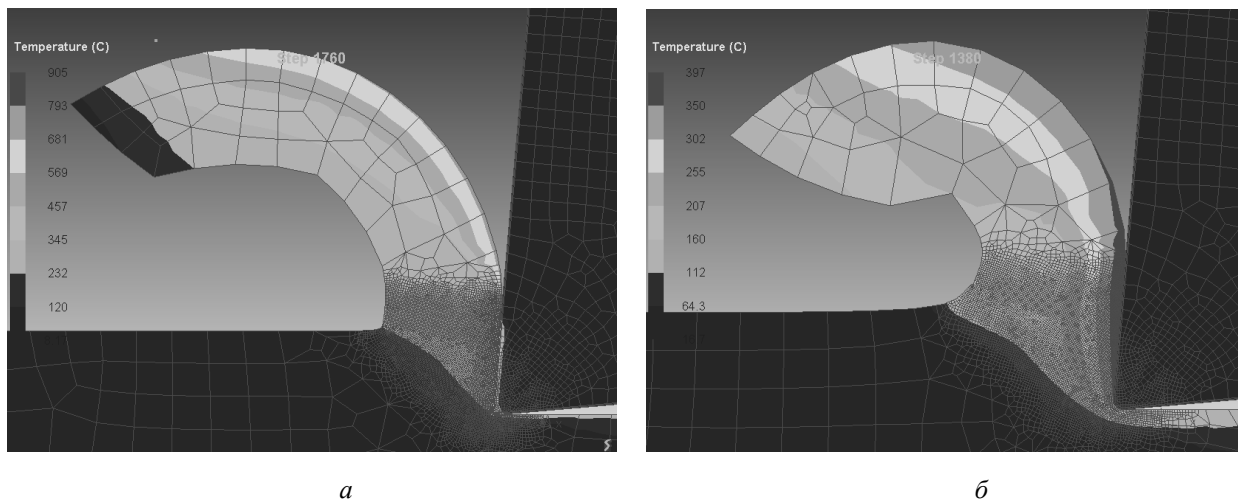 Temperature (C)
Step 1760
905
793
681
569
457
345
232
120
Temperature (C)
Step 1380
397
350
302
255
207
160
112
64.3
а
б